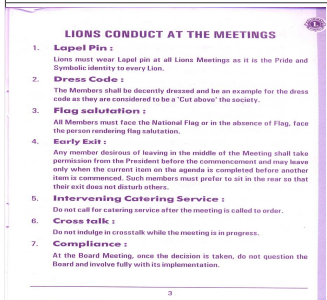 LIONS CONDUCT AT THE MEETINGS
1. Lapel Pin :
Lions must wear Lapel pin at all Lions Meetings as it is the Pride and
Symbolic identity to every Lion.
2. Dress Code :
The Members shall be decently dressed and be an example for the dress
code as they are considered to be a 'Cut above' the society.
3. Flag salutation :
All Members must face the National Flag or in the absence of Flag, face
the person rendering flag salutation.
4. Early Exit :
Any member desirous of leaving in the middle of the Meeting shall take
permission from the President before the commencement and may leave
only when the current item on the agenda is completed before another
item is commenced. Such members must prefer to sit in the rear so that
their exit does not disturb others.
5. Intervening Catering Service :
Do not call for catering service after the meeting is called to order.
6. Cross talk :
Do not indulge in crosstalk while the meeting is in progress.
7. Compliance :
At the Board Meeting, once the decision is taken, do not question the
Board and involve fully with its implementation.
3